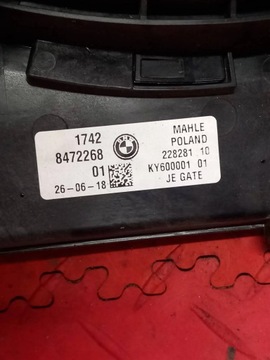 1742
8472268
01
26-06-18
MAHLE
POLAND
228281 10
KY600001 01
JE GATE